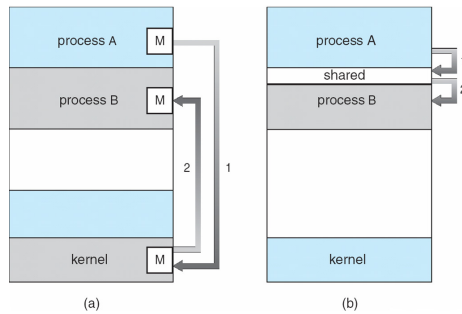 process A M
process B M
2 1
kernel M
(a)
process A
shared
process B
kernel
(b)